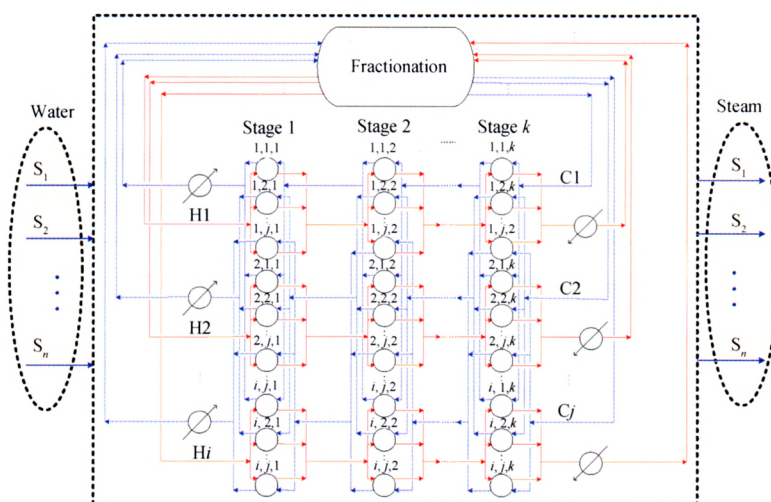 Fractionation
Water
Steam
Stage 1
Stage 2
......
Stage k
1,1,1
1,1,2
1,1,k
S1
S1
C1
1,2,1
1,2,2
1,2,k
H1
1,j,1
1,j,2
1,j,2
S2
S2
2,1,1
2,1,2
2,1,k
C2
2,2,1
2,2,2
2,2,k
H2
2,j,1
2,j,2
2,j,k
Sn
Sn
i,j,1
i,j,2
i,1,k
Cj
i,2,1
i,2,2
i,2,k
Hi
i,j,1
i,j,2
i,j,k